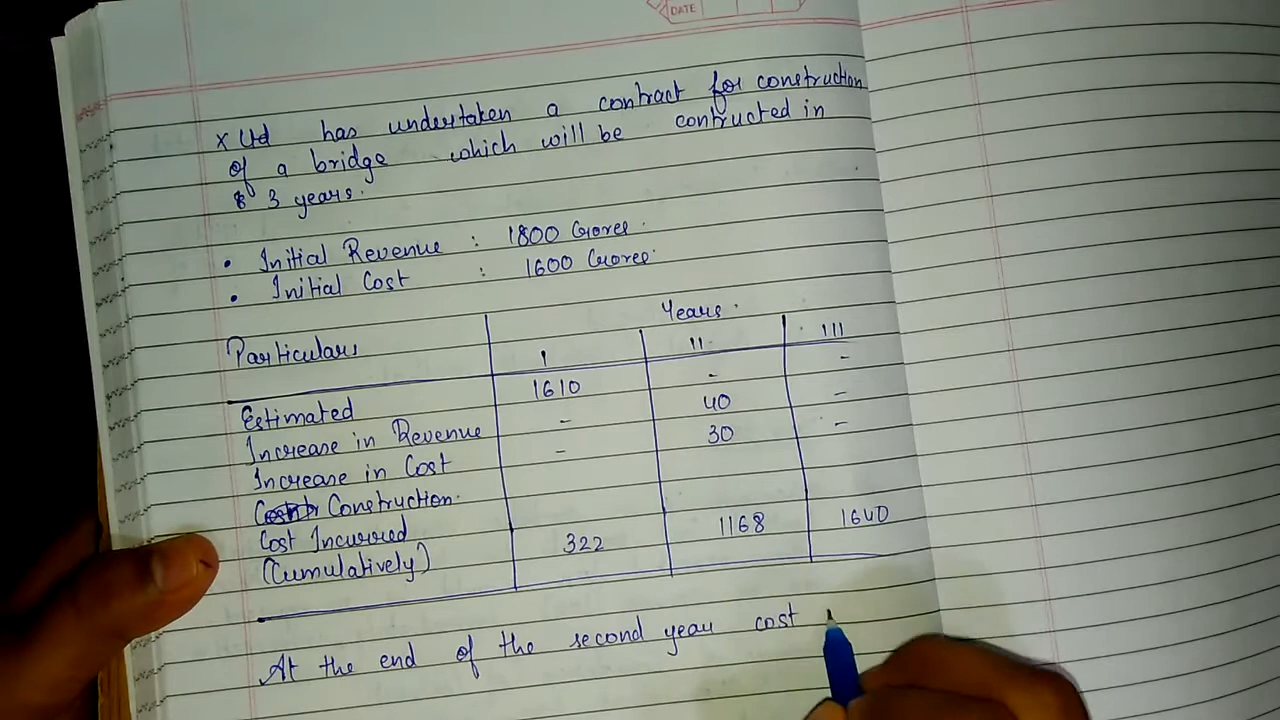 DATE
X Ltd has undertaken a contract for construction
of a bridge which will be contructed in
3 years.
• Initial Revenue : 1800 Crores.
• Initial Cost : 1600 Crores.
Particulars Years.
I II III
Estimated 1610 - -
Increase in Revenue - 40 -
Increase in Cost - 30 -
Construction
Cost Incurred 322 1168 1640
(Cumulatively)
At the end of the second year cost